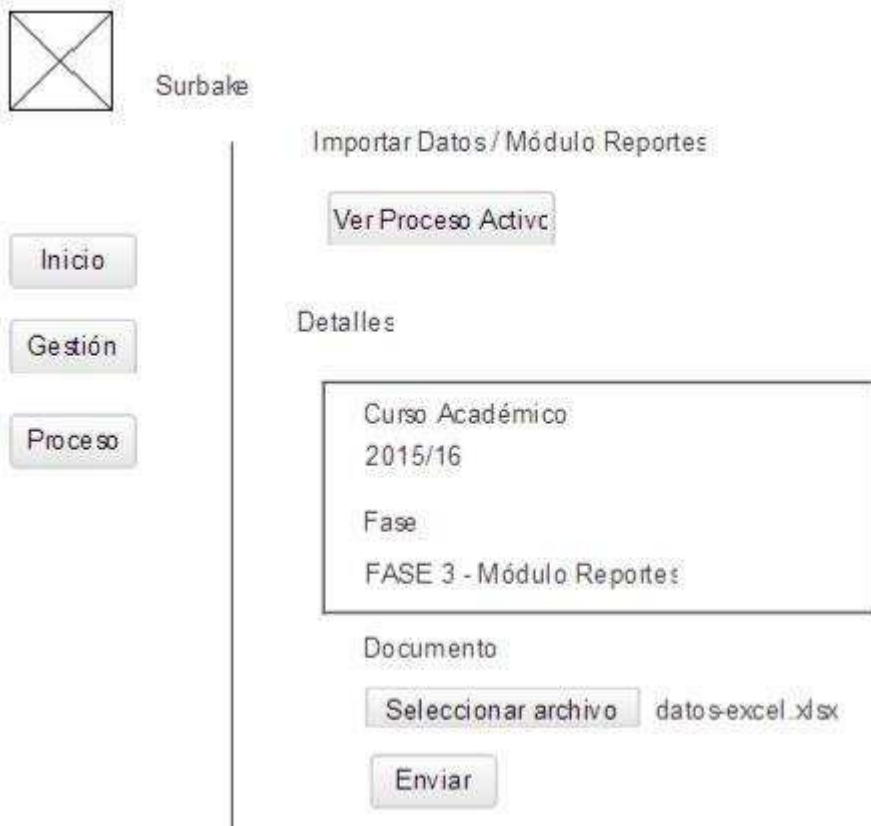 Surbake
Importar Datos / Módulo Reportes
Ver Proceso Activo
Inicio
Gestión
Proceso
Detalles
Curso Académico
2015/16
Fase
FASE 3 - Módulo Reportes
Documento
Seleccionar archivo datos-excel.xlsx
Enviar